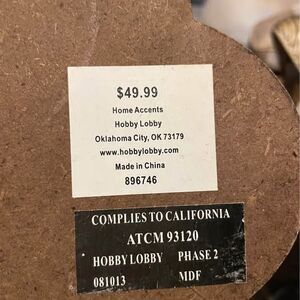 $49.99
Home Accents
Hobby Lobby
Oklahoma City, OK 73179
www.hobbylobby.com
Made in China
896746
COMPLIES TO CALIFORNIA
ATCM 93120
HOBBY LOBBY PHASE 2
081013 MDF